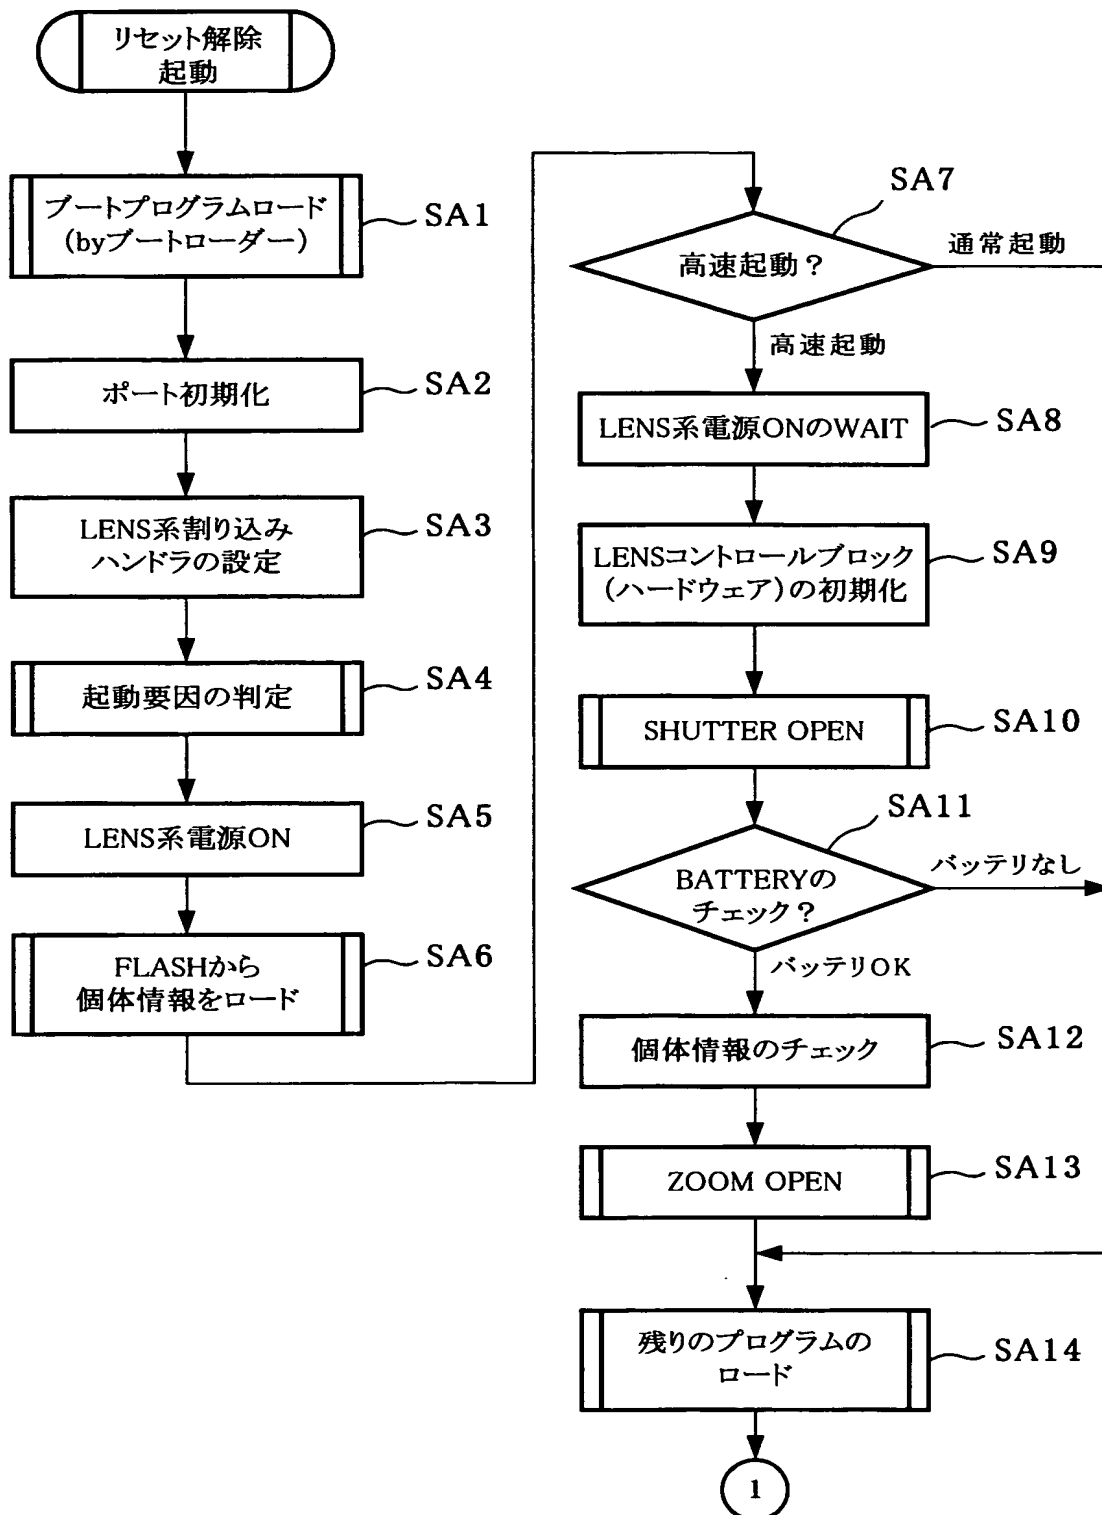 リセット解除
起動
ブートプログラムロード
(byブートローダー)
SA1
ポート初期化
SA2
LENS系割り込み
ハンドラの設定
SA3
起動要因の判定
SA4
LENS系電源ON
SA5
FLASHから
個体情報をロード
SA6
高速起動？
SA7
通常起動
高速起動
LENS系電源ONのWAIT
SA8
LENSコントロールブロック
(ハードウェア)の初期化
SA9
SHUTTER OPEN
SA10
BATTERYの
チェック？
SA11
バッテリなし
バッテリOK
個体情報のチェック
SA12
ZOOM OPEN
SA13
残りのプログラムの
ロード
SA14
1